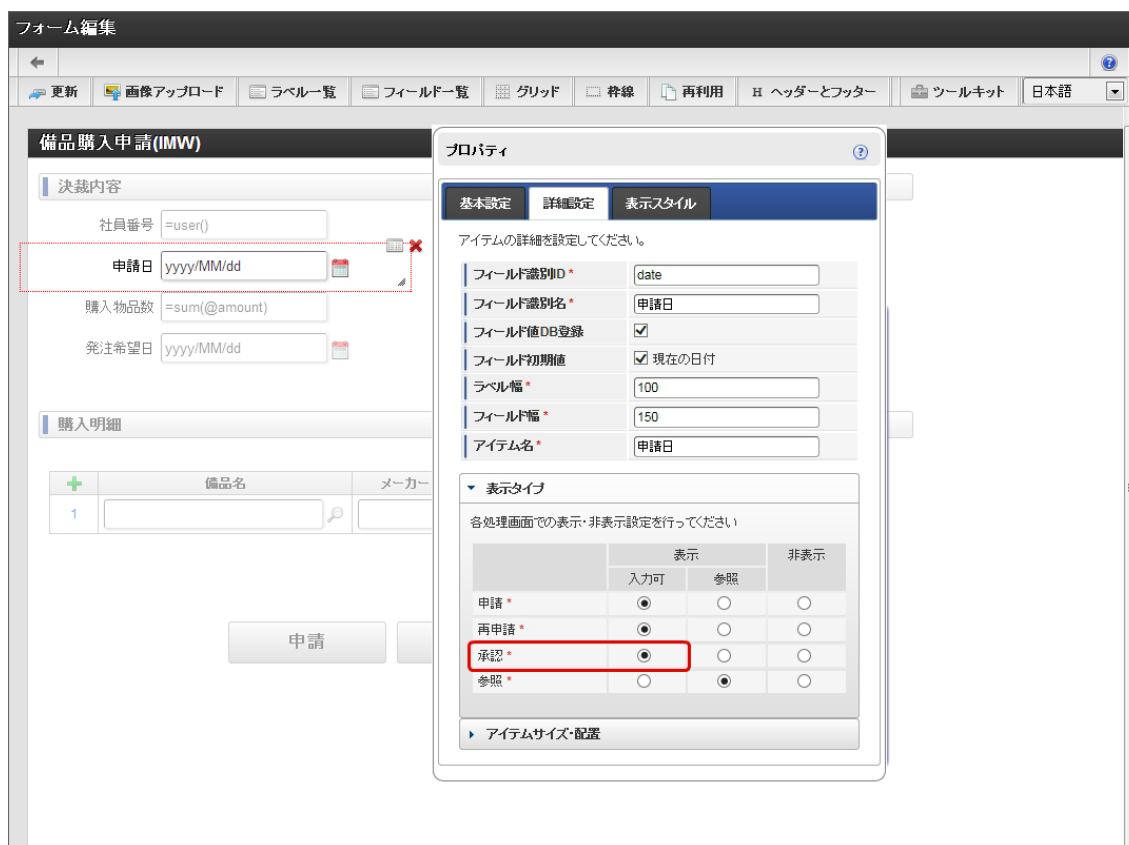 フォーム編集
更新 画像アップロード ラベル一覧 フィールド一覧 グリッド 枠線 再利用 H ヘッダーとフッター ツールキット 日本語
備品購入申請(IMW)
決裁内容
社員番号 =user()
申請日 yyyy/MM/dd
購入物品数 =sum(@amount)
発注希望日 yyyy/MM/dd
購入明細
備品名 メーカー
1
申請
プロパティ
基本設定 詳細設定 表示スタイル
アイテムの詳細を設定してください。
フィールド識別ID* date
フィールド識別名* 申請日
フィールド値DB登録
フィールド初期値 現在の日付
ラベル幅* 100
フィールド幅* 150
アイテム名* 申請日
表示タイプ
各処理画面での表示・非表示設定を行ってください
表示 非表示
入力可 参照
申請*
再申請*
承認*
参照*
アイテムサイズ・配置